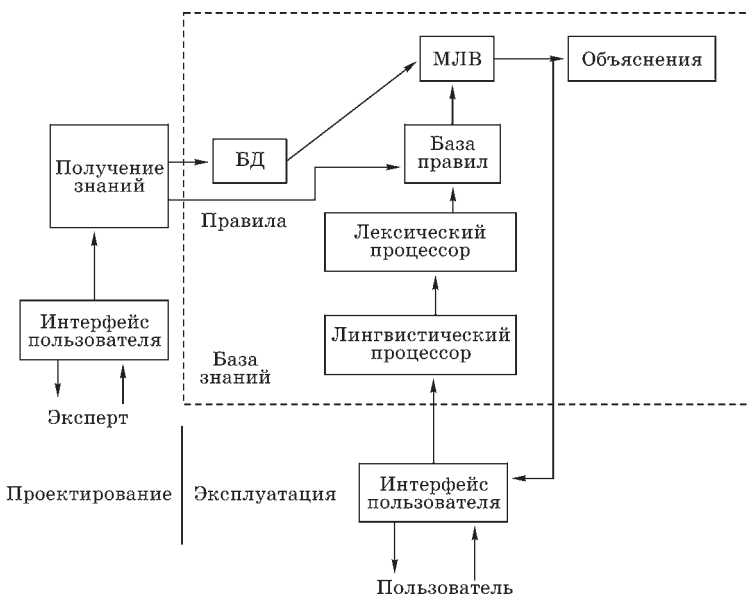 МЛВ
Объяснения
База
правил
БД
Получение
знаний
Правила
Лексический
процессор
Интерфейс
пользователя
Лингвистический
процессор
База
знаний
Эксперт
Проектирование
Эксплуатация
Интерфейс
пользователя
Пользователь